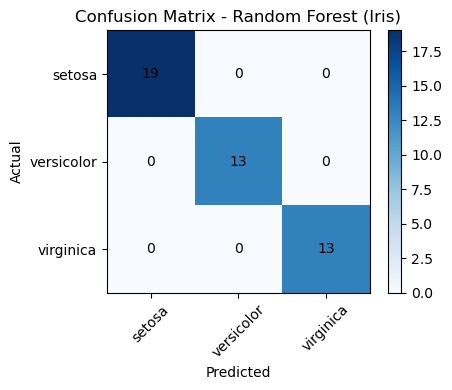 Confusion Matrix - Random Forest (Iris)
Actual
setosa 19 0 0
versicolor 0 13 0
virginica 0 0 13
setosa versicolor virginica
Predicted
17.5
15.0
12.5
10.0
7.5
5.0
2.5
0.0